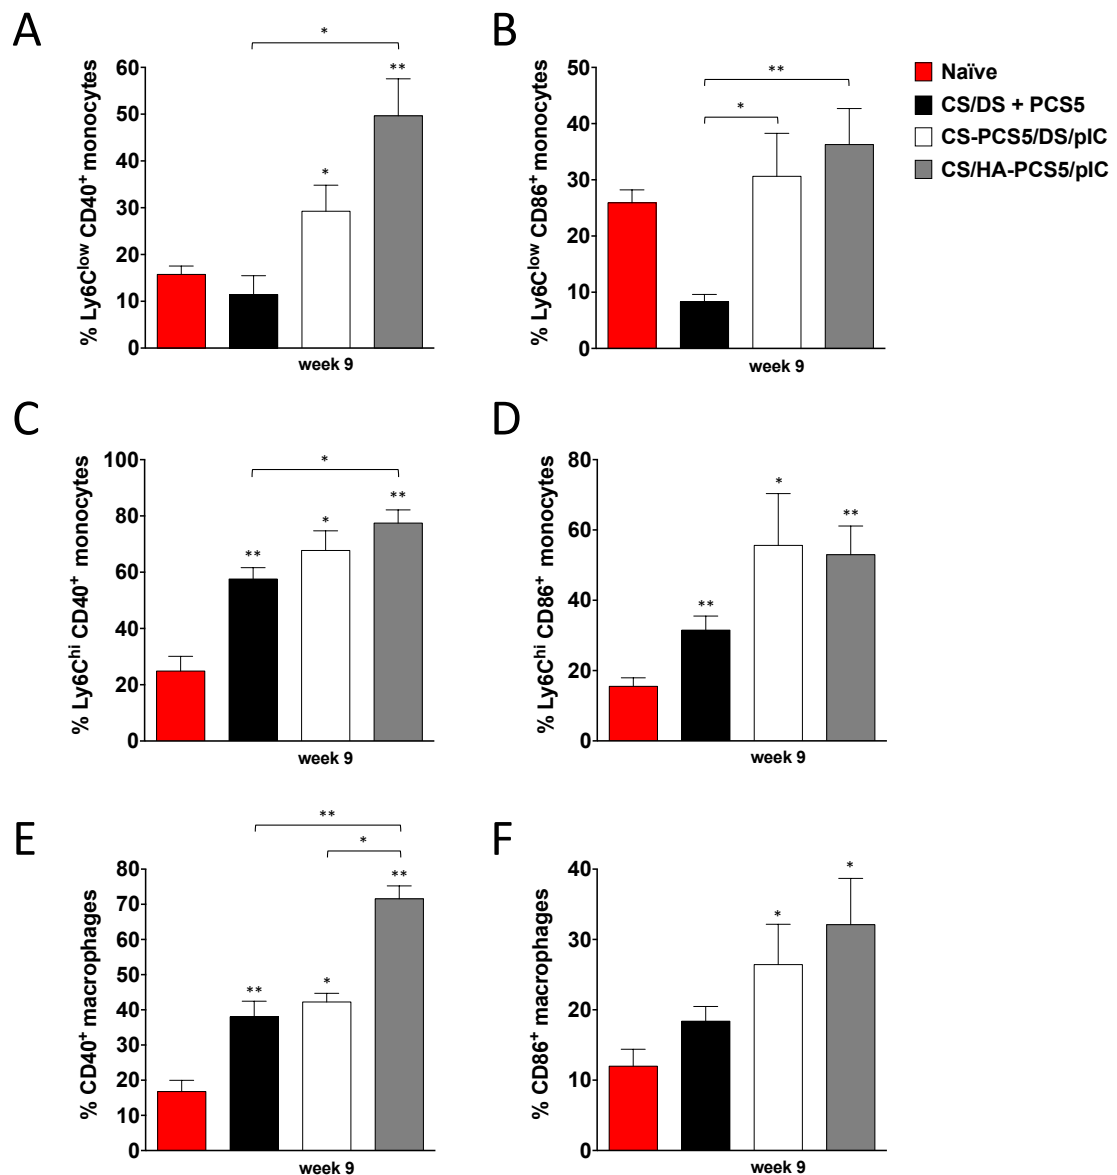 A
*
**
*
% Ly6Clow CD40+ monocytes
60
50
40
30
20
10
0
week 9
B
**
*
% Ly6Clow CD86+ monocytes
50
40
30
20
10
0
week 9
Naïve
CS/DS + PCS5
CS-PCS5/DS/pIC
CS/HA-PCS5/pIC
C
*
**
*
**
% Ly6Chi CD40+ monocytes
100
80
60
40
20
0
week 9
D
*
**
**
% Ly6Chi CD86+ monocytes
80
60
40
20
0
week 9
E
**
*
**
**
*
% CD40+ macrophages
80
70
60
50
40
30
20
10
0
week 9
F
*
*
% CD86+ macrophages
40
30
20
10
0
week 9